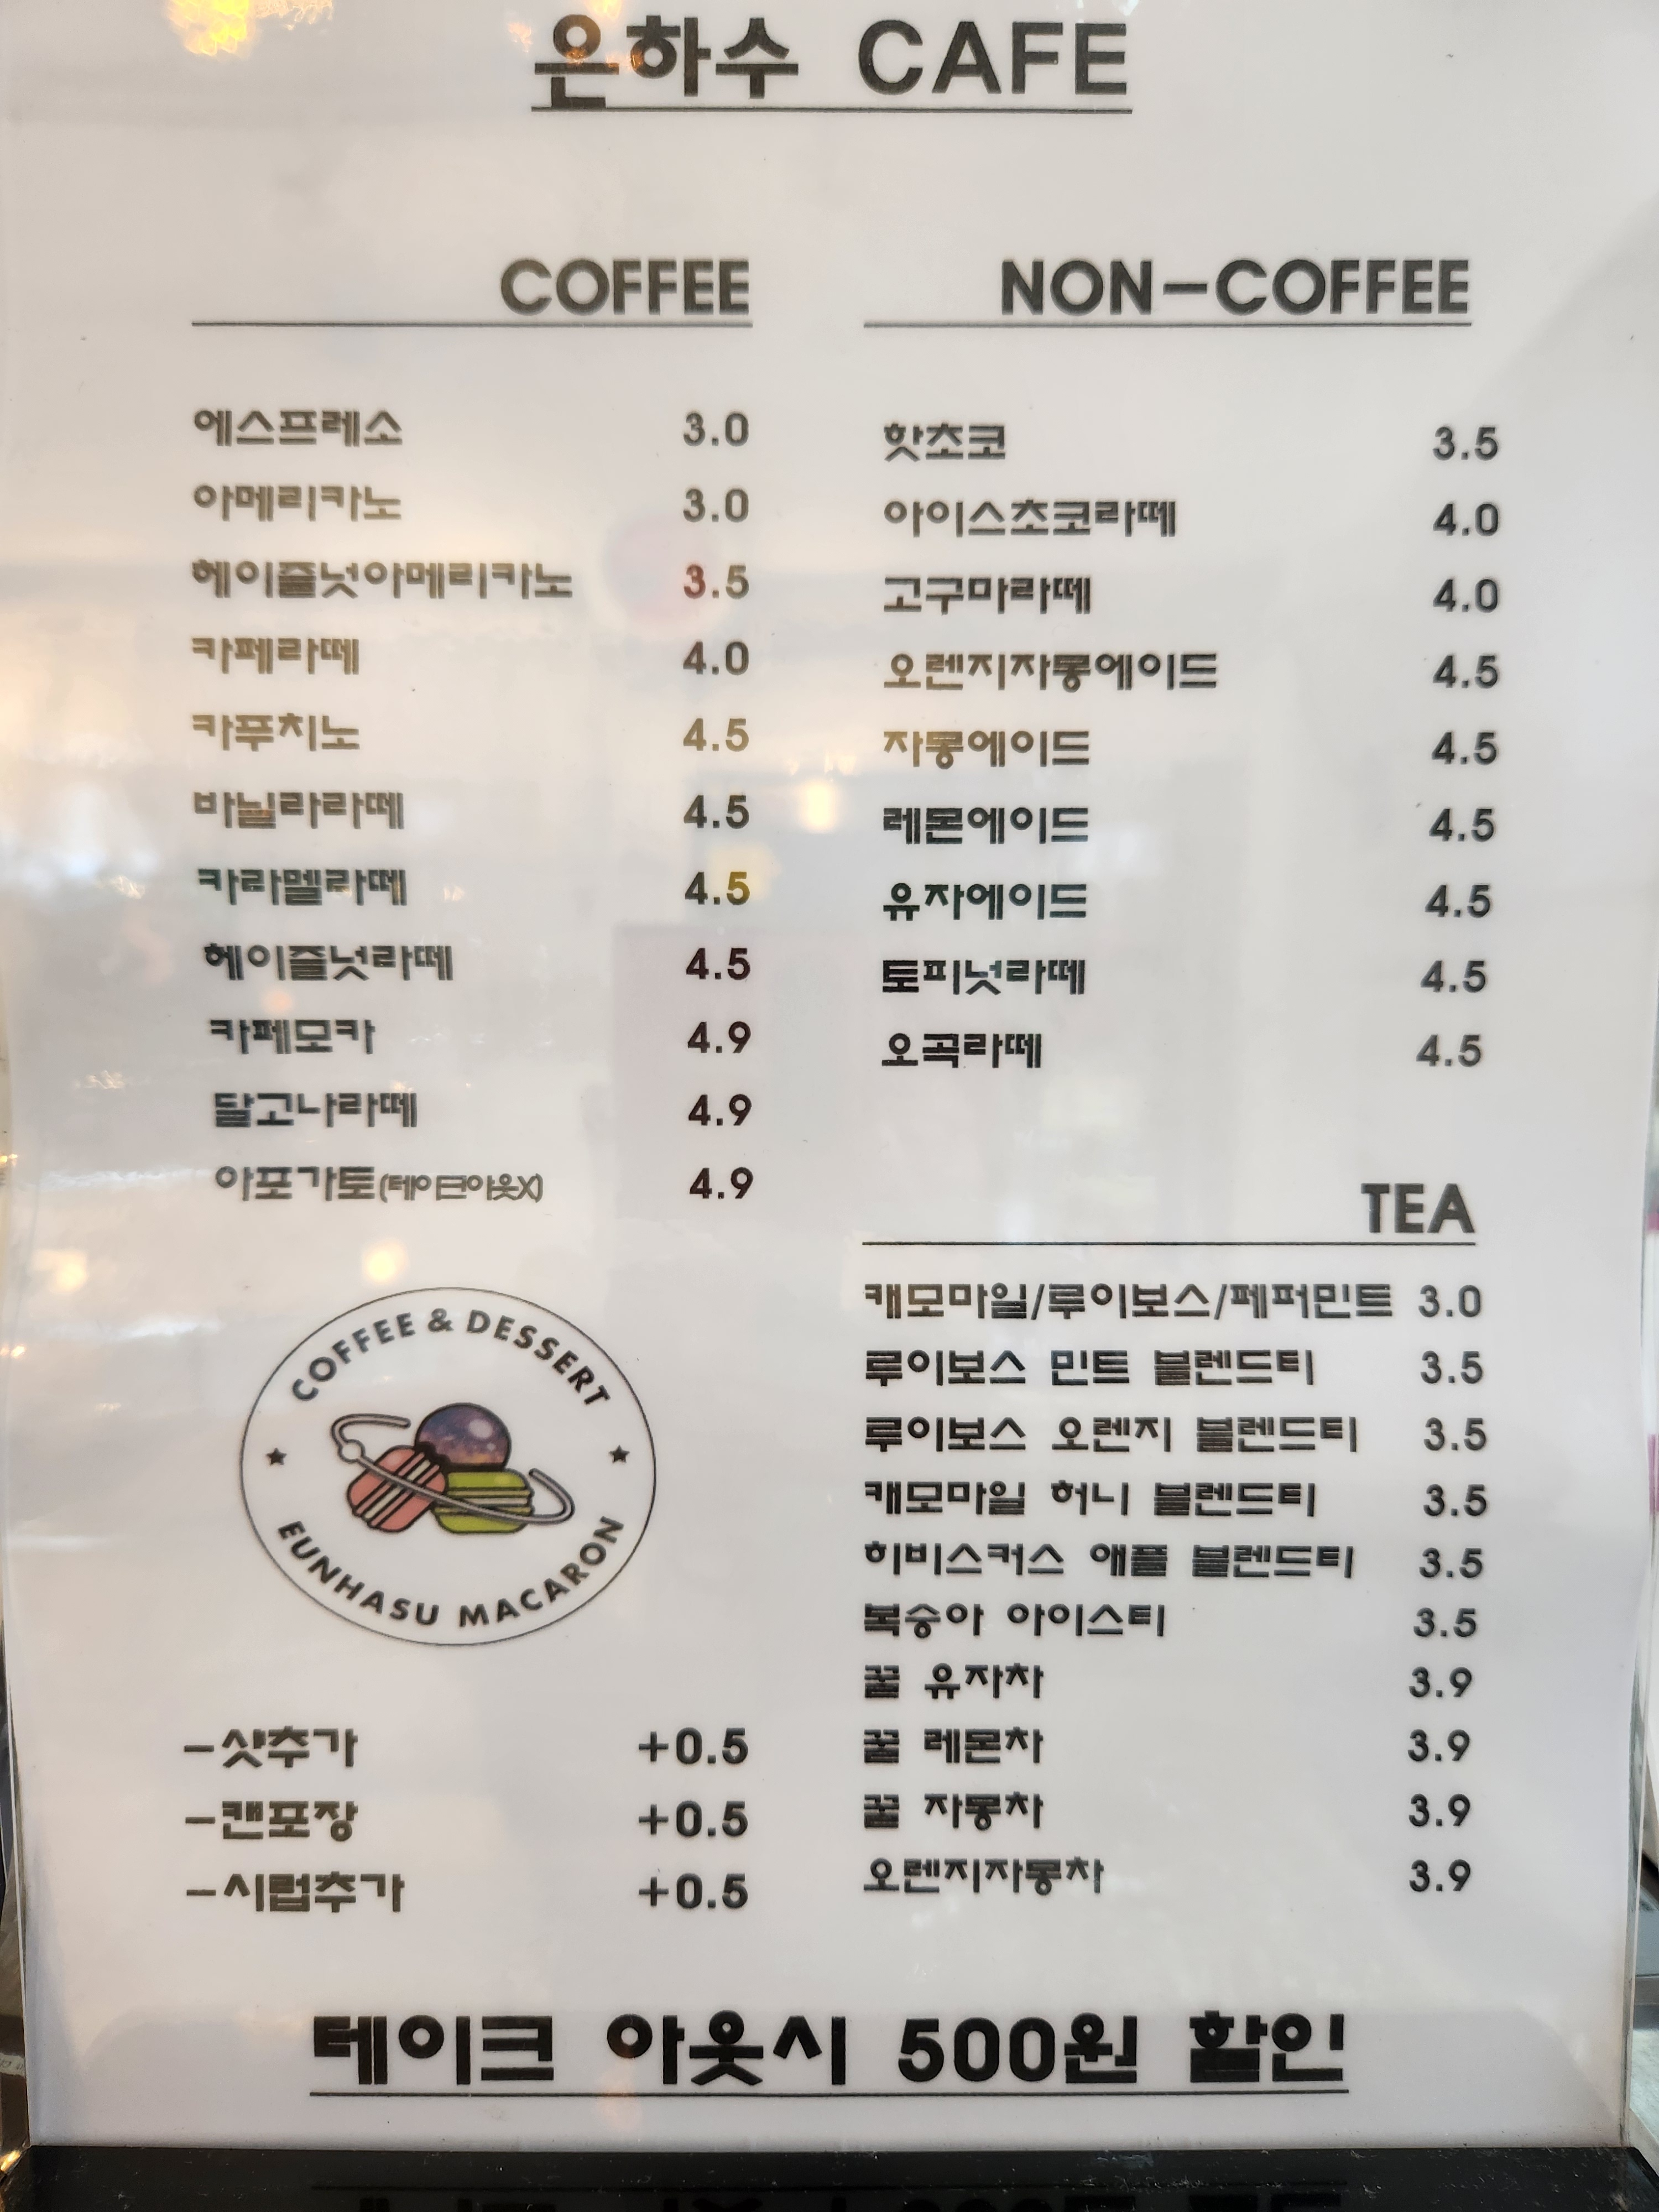 은하수 CAFE
COFFEE
에스프레소 3.0
아메리카노 3.0
헤이즐넛아메리카노 3.5
카페라떼 4.0
카푸치노 4.5
바닐라라떼 4.5
카라멜라떼 4.5
헤이즐넛라떼 4.5
카페모카 4.9
달고나라떼 4.9
아포가토(테이크아웃X) 4.9
COFFEE & DESSERT
EUNHASU MACARON
-샷추가 +0.5
-캔포장 +0.5
-시럽추가 +0.5
NON-COFFEE
핫초코 3.5
아이스초코라떼 4.0
고구마라떼 4.0
오렌지자몽에이드 4.5
자몽에이드 4.5
레몬에이드 4.5
유자에이드 4.5
토피넛라떼 4.5
오곡라떼 4.5
TEA
캐모마일/루이보스/페퍼민트 3.0
루이보스 민트 블렌드티 3.5
루이보스 오렌지 블렌드티 3.5
캐모마일 허니 블렌드티 3.5
히비스커스 애플 블렌드티 3.5
복숭아 아이스티 3.5
꿀 유자차 3.9
꿀 레몬차 3.9
꿀 자몽차 3.9
오렌지자몽차 3.9
테이크 아웃시 500원 할인